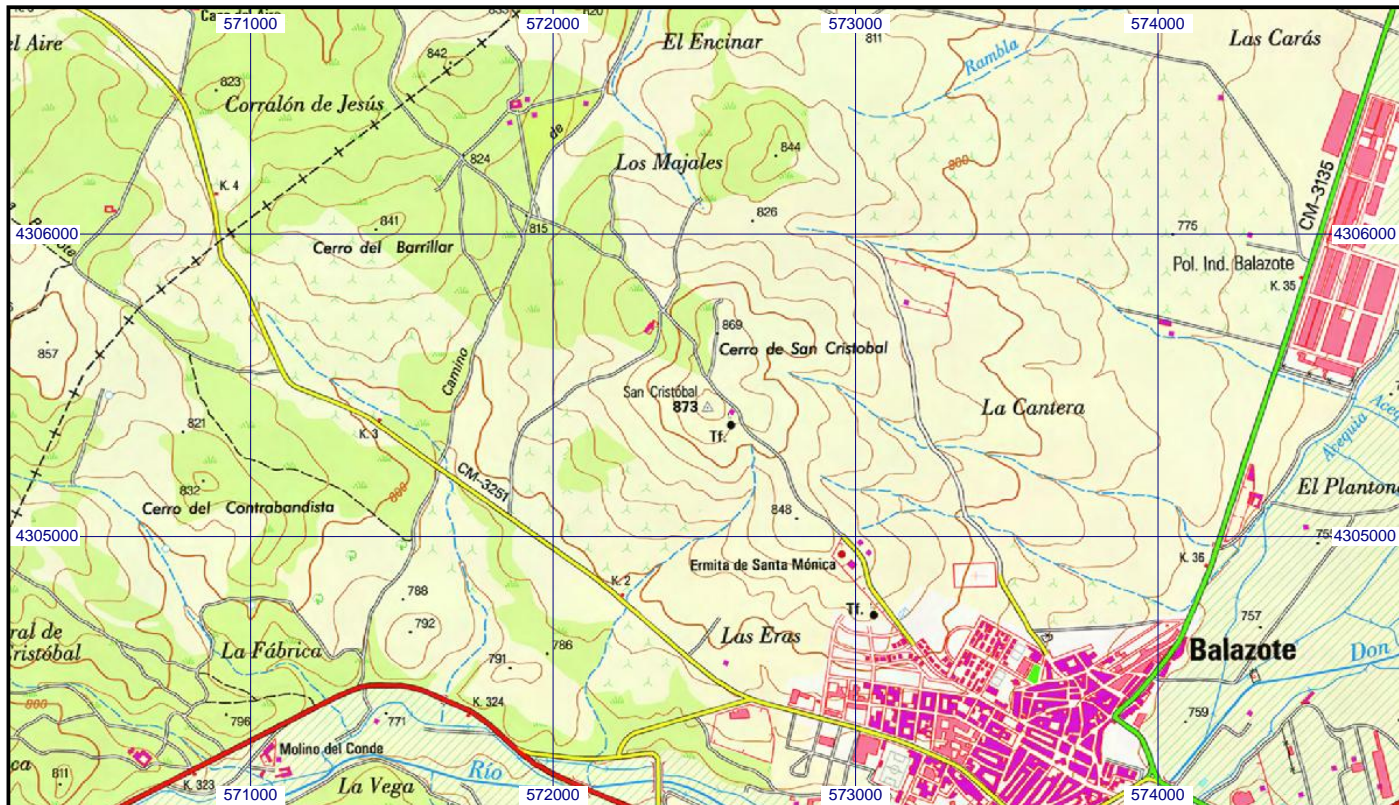 571000
572000
573000
574000
el Aire
El Encinar
811
Las Carás
842
823
Rambla
Corralón de Jesús
de
CM-3135
824
Los Majales
844
800
K. 4
826
841
815
775
4306000
4306000
Cerro del Barrillar
Pol. Ind. Balazote
K. 35
869
857
Cerro de San Cristobal
Camino
San Cristóbal
873
Tf.
La Cantera
K. 3
821
Acequia
CM-3251
832
800
El Planton
Cerro del Contrabandista
848
4305000
4305000
K. 36
Ermita de Santa Mónica
K. 2
788
Tf.
757
792
ral de
Cristóbal
La Fábrica
Las Eras
786
791
Balazote
Don
800
K. 324
796
771
759
Molino del Conde
Río
ca
811
K. 323
La Vega
571000
572000
573000
574000